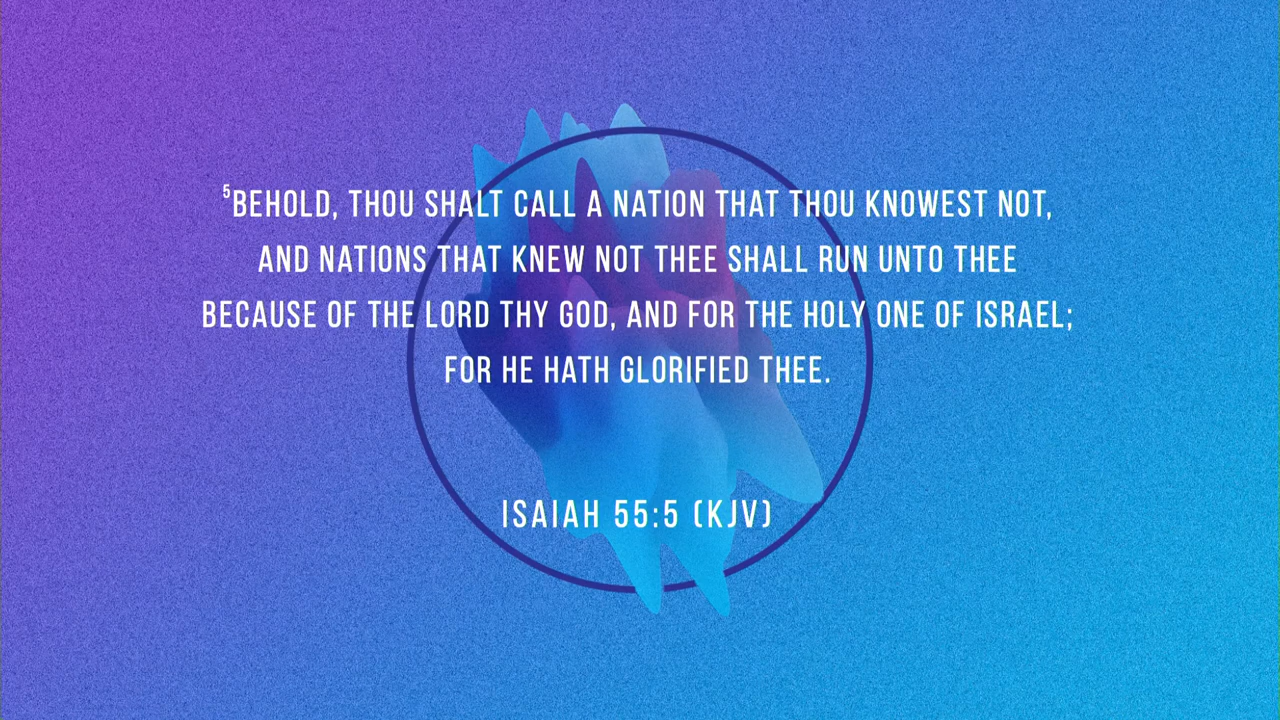 ⁵BEHOLD, THOU SHALT CALL A NATION THAT THOU KNOWEST NOT,
AND NATIONS THAT KNEW NOT THEE SHALL RUN UNTO THEE
BECAUSE OF THE LORD THY GOD, AND FOR THE HOLY ONE OF ISRAEL;
FOR HE HATH GLORIFIED THEE.
ISAIAH 55:5 (KJV)